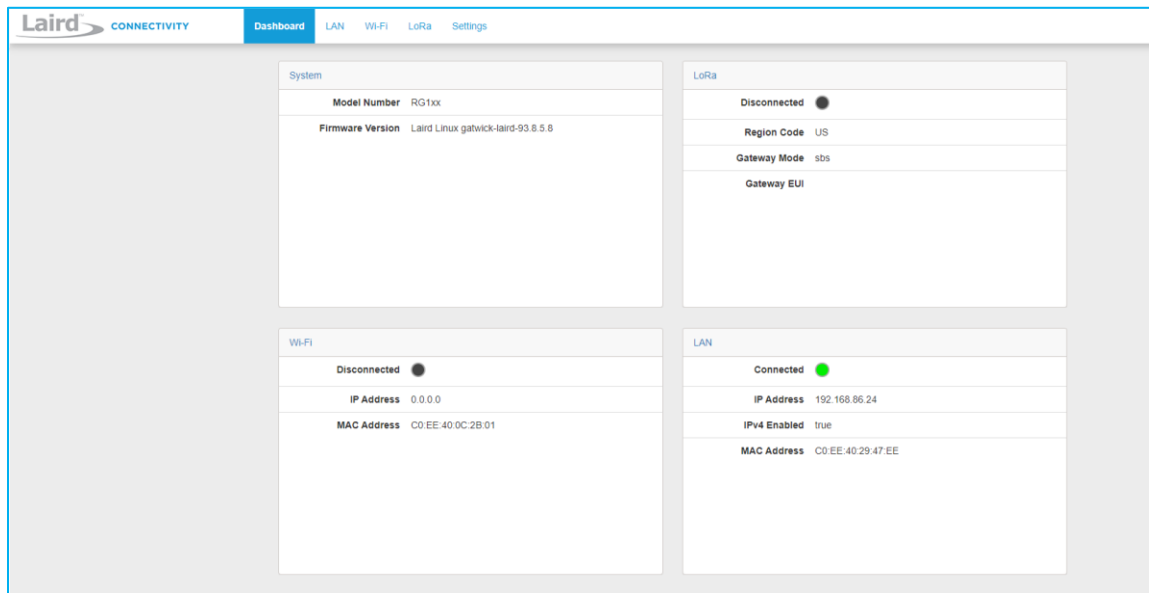 Laird™ CONNECTIVITY
Dashboard LAN Wi-Fi LoRa Settings
System
Model Number RG1xx
Firmware Version Laird Linux gatwick-laird-93.8.5.8
LoRa
Disconnected
Region Code US
Gateway Mode sbs
Gateway EUI
Wi-Fi
Disconnected
IP Address 0.0.0.0
MAC Address C0:EE:40:0C:2B:01
LAN
Connected
IP Address 192.168.86.24
IPv4 Enabled true
MAC Address C0:EE:40:29:47:EE